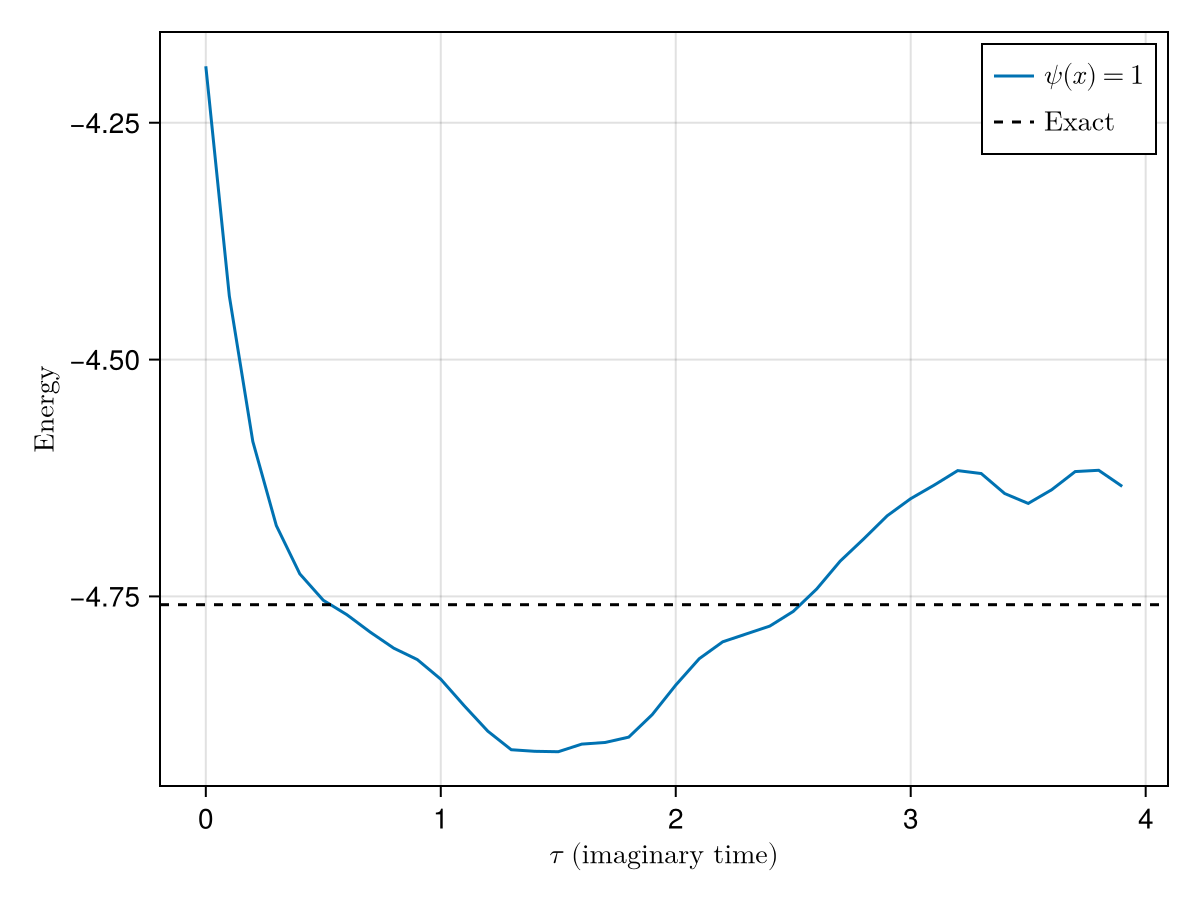 ψ(x) = 1
Exact
−4.25
−4.50
−4.75
Energy
0 1 2 3 4
τ (imaginary time)